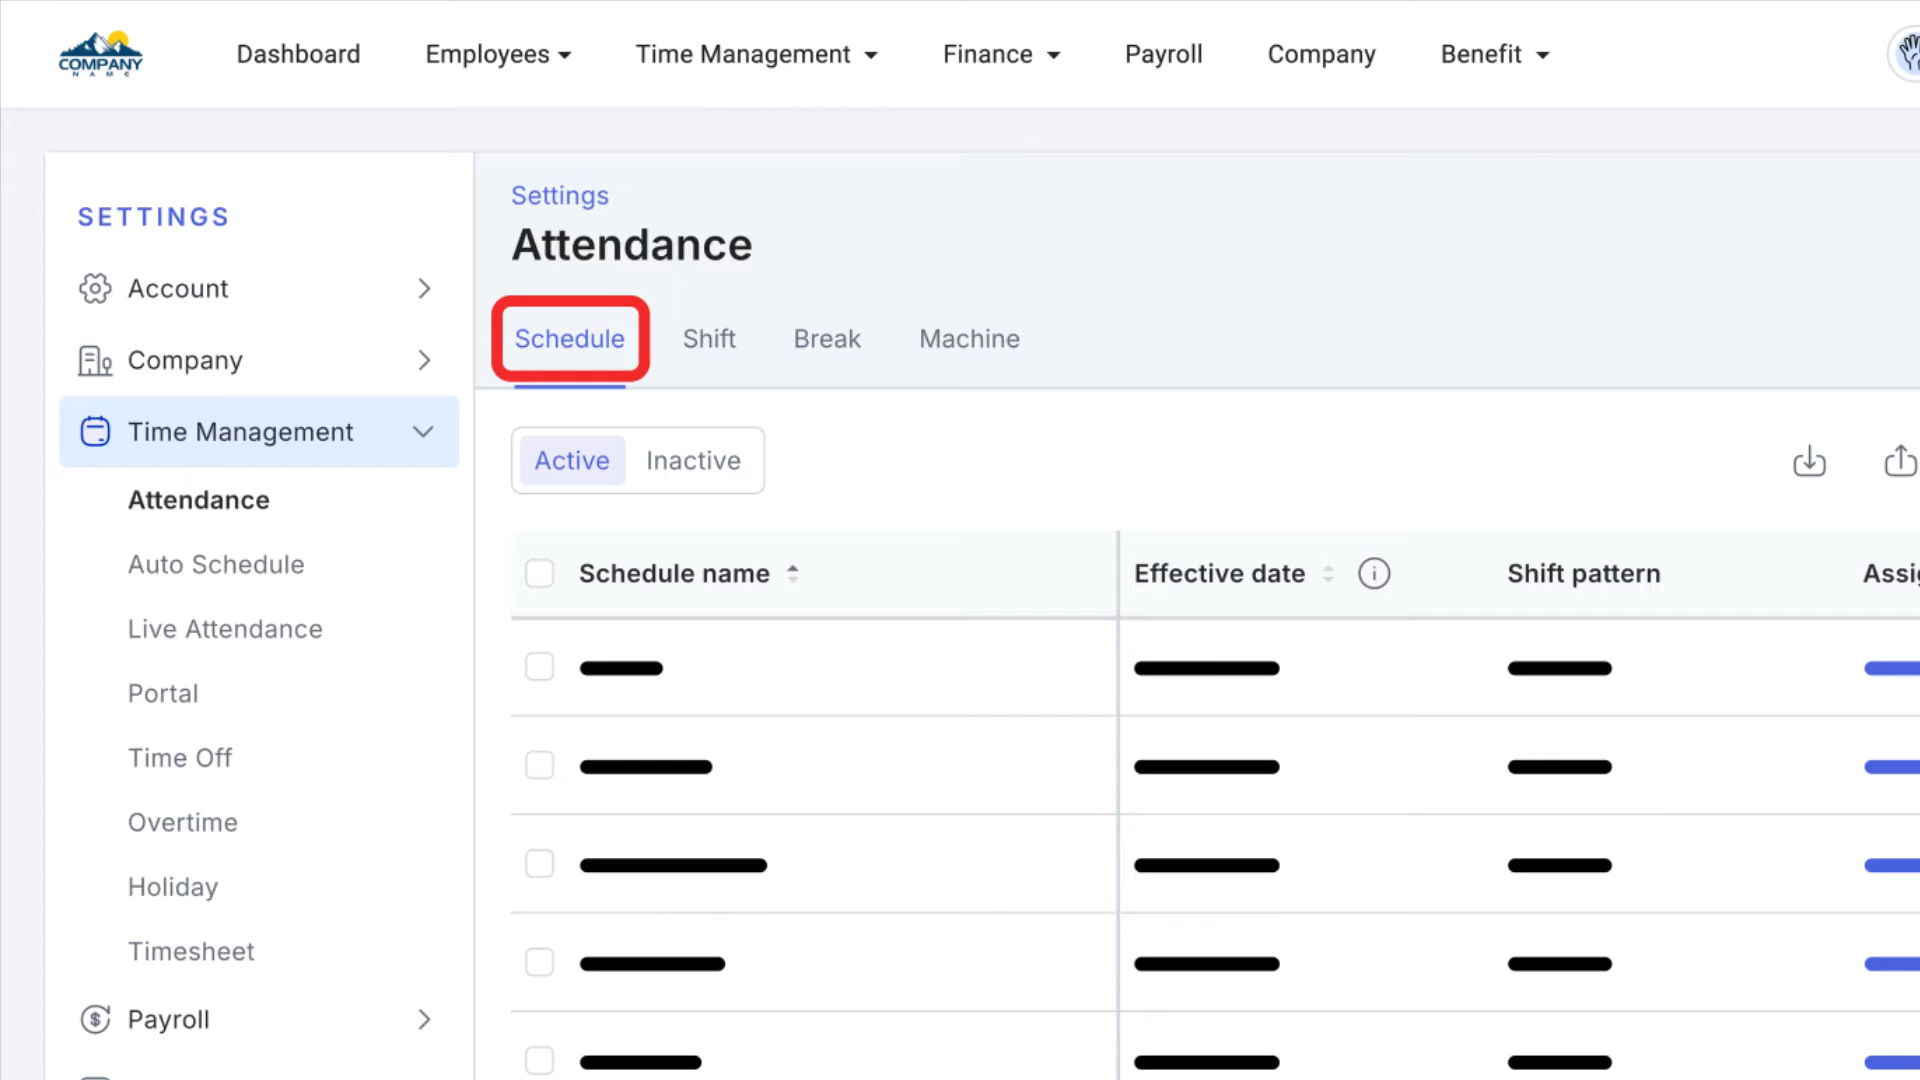 COMPANY
NAME
Dashboard
Employees
Time Management
Finance
Payroll
Company
Benefit
SETTINGS
Account
Company
Time Management
Attendance
Auto Schedule
Live Attendance
Portal
Time Off
Overtime
Holiday
Timesheet
Payroll
Settings
Attendance
Schedule
Shift
Break
Machine
Active
Inactive
Schedule name
Effective date
Shift pattern